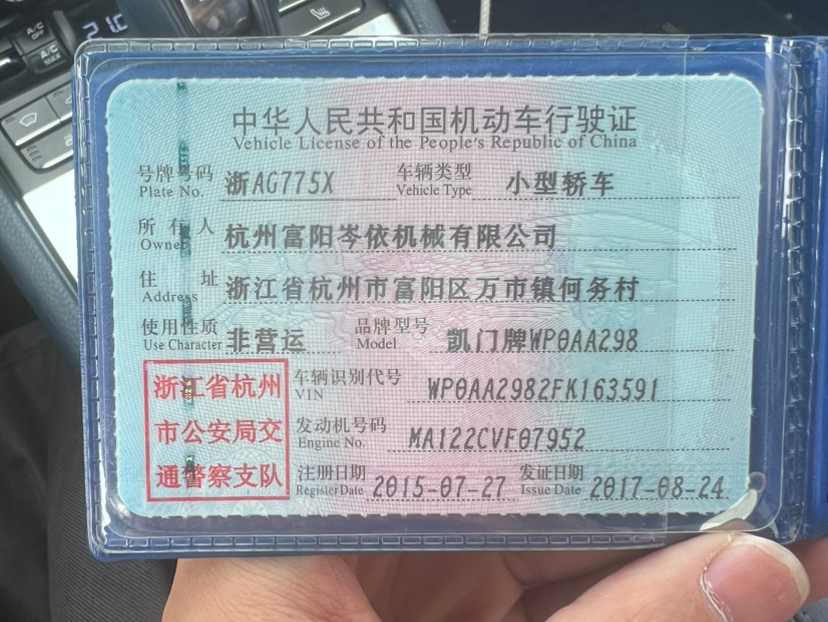 21C
A/C OFF
A/C MAX
中华人民共和国机动车行驶证
Vehicle License of the People's Republic of China
号牌号码 浙AG775X 车辆类型 小型轿车
Plate No. Vehicle Type
所有人 杭州富阳岑依机械有限公司
Owner
住址 浙江省杭州市富阳区万市镇何务村
Address
使用性质 非营运 品牌型号 凯门牌WP0AA298
Use Character Model
浙江省杭州市公安局交通警察支队
车辆识别代号 WP0AA2982FK163591
VIN
发动机号码 MA122CVF07952
Engine No.
注册日期 2015-07-27 发证日期 2017-08-24
Register Date Issue Date